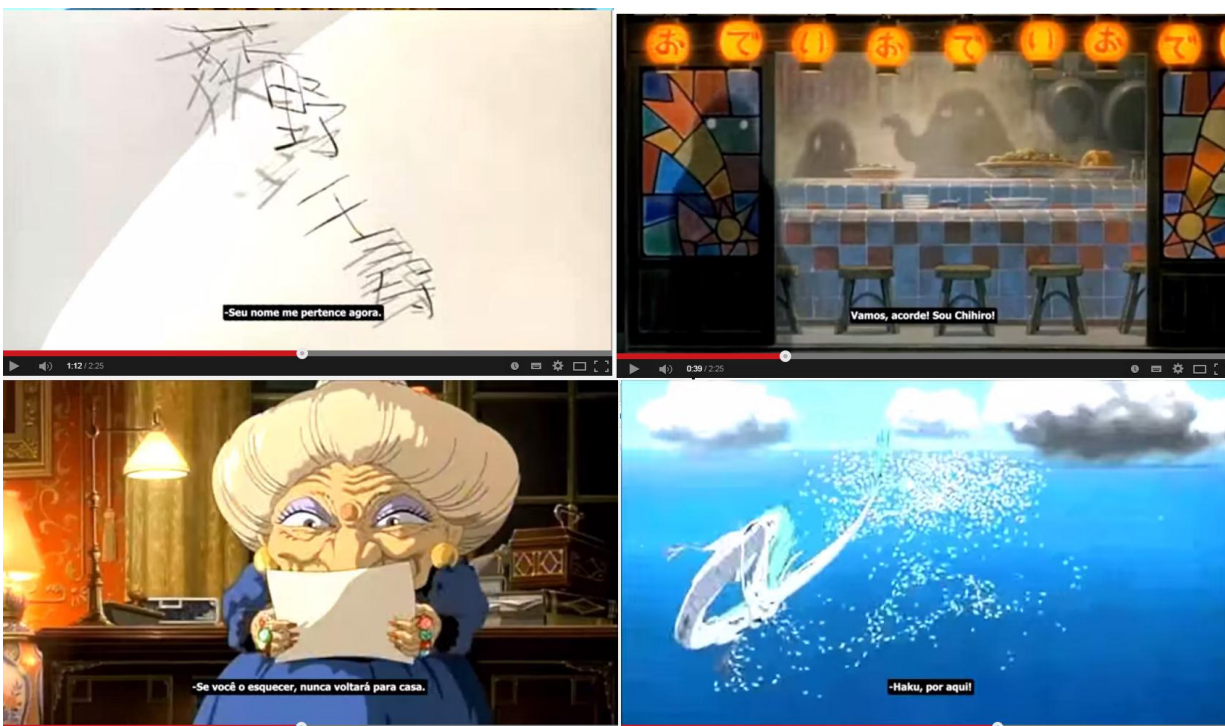 野千尋
-Seu nome me pertence agora.
1:12 / 2:25
おでいおでいおで
Vamos, acorde! Sou Chihiro!
0:39 / 2:25
-Se você o esquecer, nunca voltará para casa.
-Haku, por aqui!